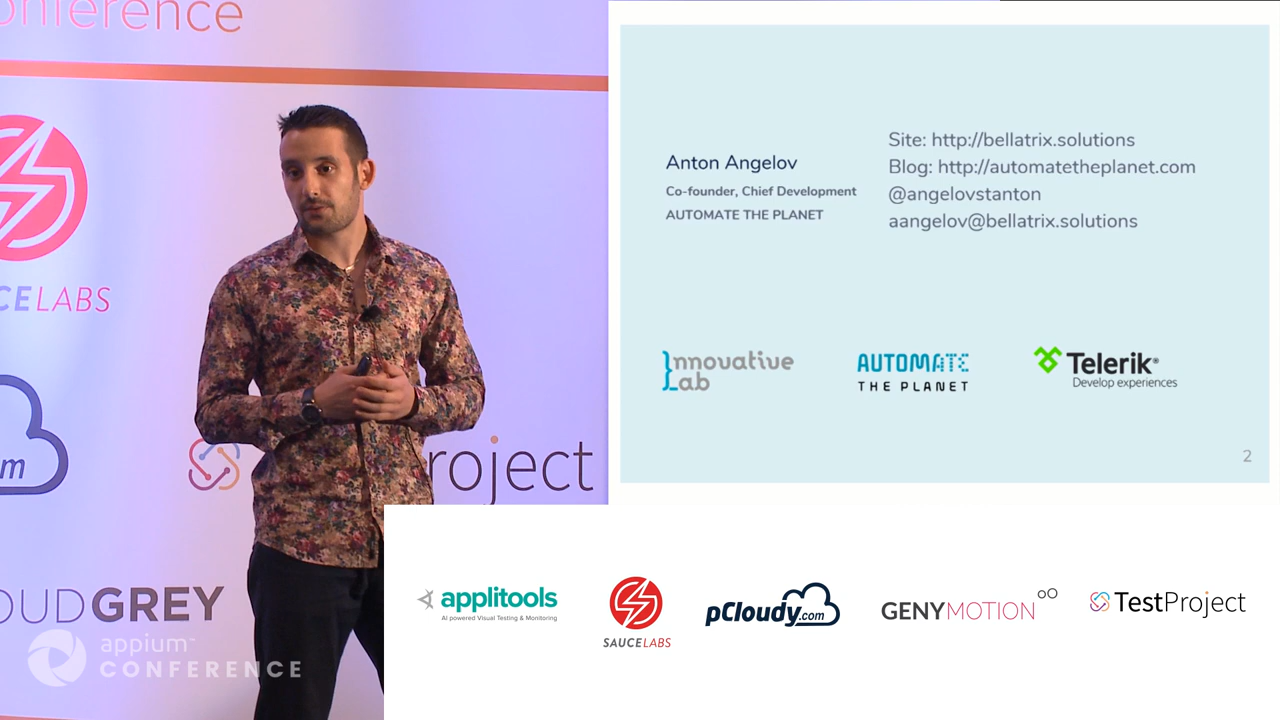 onference
CELABS
m
roject
OUDGREY
appium™
CONFERENCE
Anton Angelov
Co-founder, Chief Development
AUTOMATE THE PLANET
Site: http://bellatrix.solutions
Blog: http://automatetheplanet.com
@angelovstanton
aangelov@bellatrix.solutions
Innovative
Lab
AUTOMATE
THE PLANET
Telerik®
Develop experiences
2
applitools
AI powered Visual Testing & Monitoring
SAUCELABS
pCloudy.com
GENYMOTION
TestProject